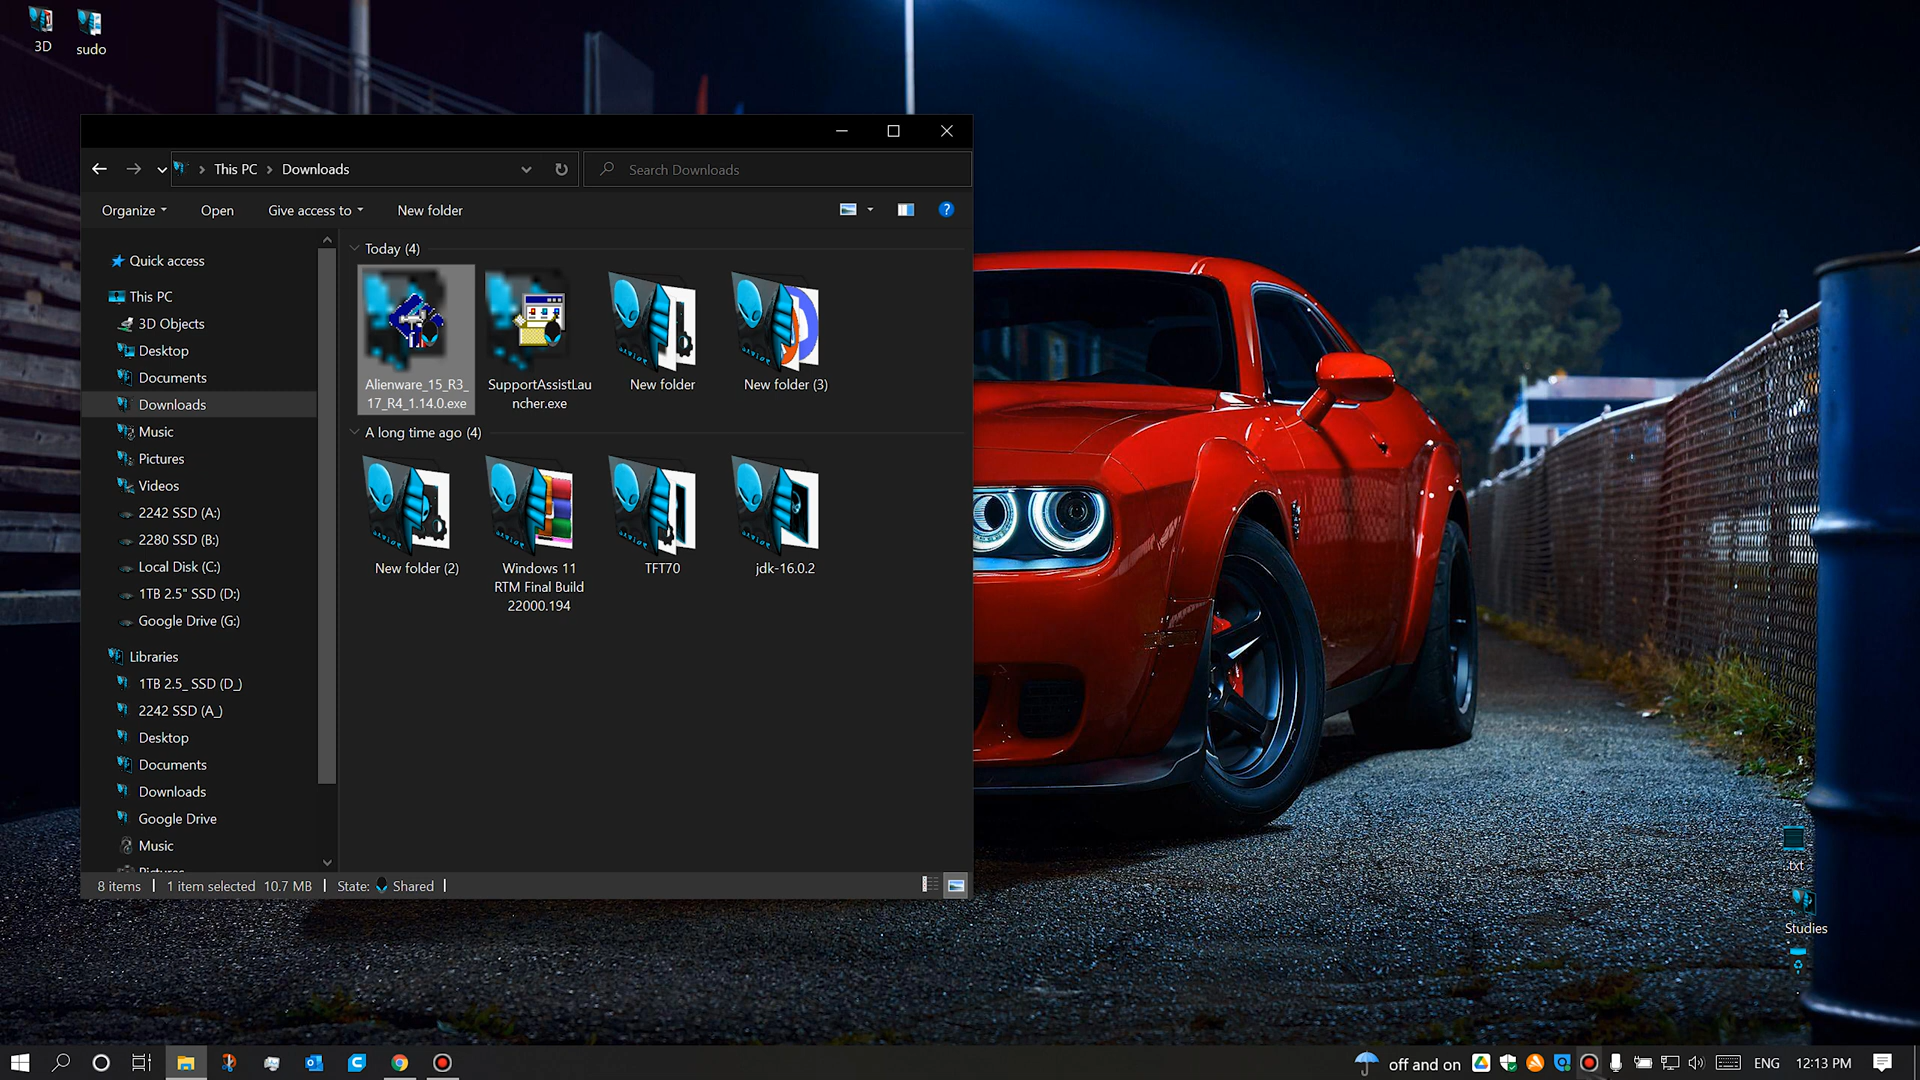 3D
sudo
This PC
Downloads
Search Downloads
Organize
Open
Give access to
New folder
Quick access
This PC
3D Objects
Desktop
Documents
Downloads
Music
Pictures
Videos
2242 SSD (A:)
2280 SSD (B:)
Local Disk (C:)
1TB 2.5" SSD (D:)
Google Drive (G:)
Libraries
1TB 2.5_ SSD (D_)
2242 SSD (A_)
Desktop
Documents
Downloads
Google Drive
Music
Pictures
Today (4)
Alienware_15_R3_
17_R4_1.14.0.exe
SupportAssistLau
ncher.exe
New folder
New folder (3)
A long time ago (4)
New folder (2)
Windows 11
RTM Final Build
22000.194
TFT70
jdk-16.0.2
8 items
1 item selected 10.7 MB
State: Shared
.txt
Studies
off and on
ENG
12:13 PM